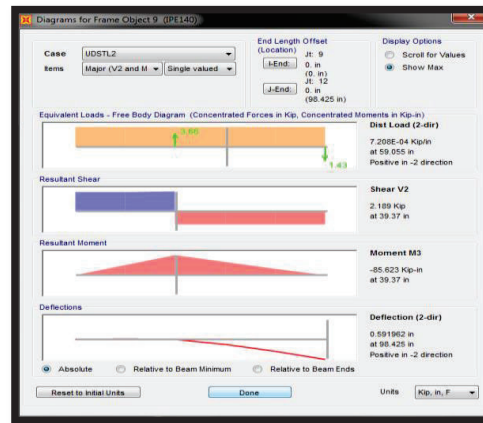 Diagrams for Frame Object 9 (IPE140)
Case UDSTL2
Items Major (V2 and M Single valued
End Length Offset
(Location)
Jt: 9
I-End: 0. in
(0. in)
Jt: 12
J-End: 0. in
(98.425 in)
Display Options
Scroll for Values
Show Max
Equivalent Loads - Free Body Diagram (Concentrated Forces in Kip, Concentrated Moments in Kip-in)
3.66
1.43
Dist Load (2-dir)
7.208E-04 Kip/in
at 59.055 in
Positive in -2 direction
Resultant Shear
Shear V2
2.189 Kip
at 39.37 in
Resultant Moment
Moment M3
-85.623 Kip-in
at 39.37 in
Deflections
Deflection (2-dir)
0.591962 in
at 98.425 in
Positive in -2 direction
Absolute Relative to Beam Minimum Relative to Beam Ends
Reset to Initial Units Done Units Kip, in, F